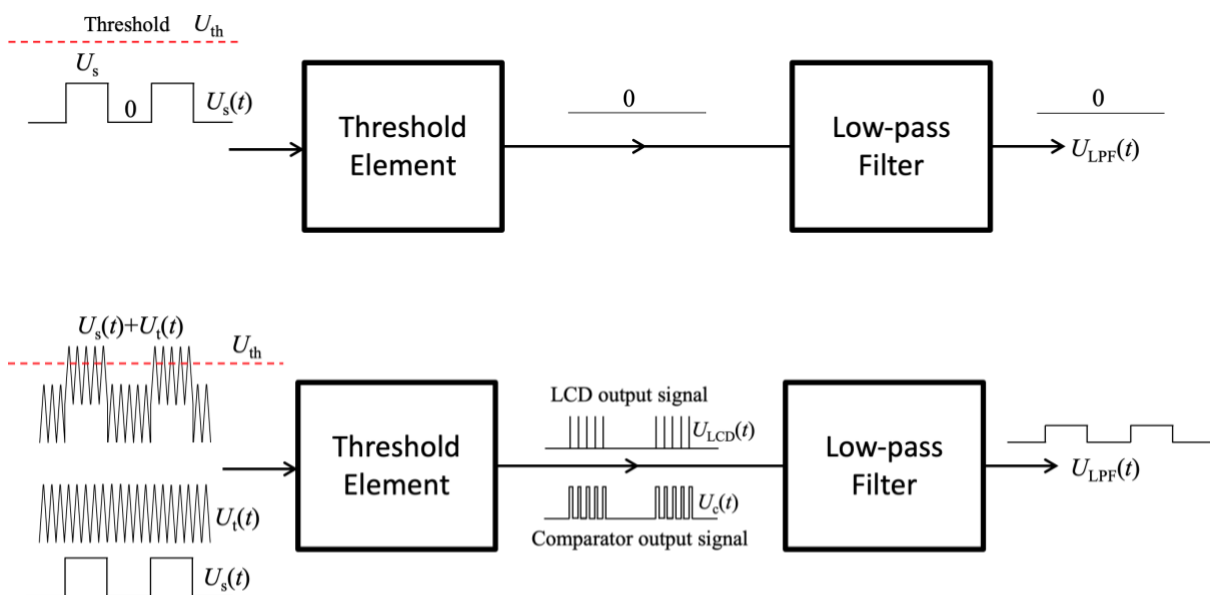 Threshold U_th
U_s
0
U_s(t)
Threshold
Element
0
Low-pass
Filter
0
U_LPF(t)
U_s(t)+U_t(t)
U_th
U_t(t)
U_s(t)
Threshold
Element
LCD output signal
U_LCD(t)
U_c(t)
Comparator output signal
Low-pass
Filter
U_LPF(t)